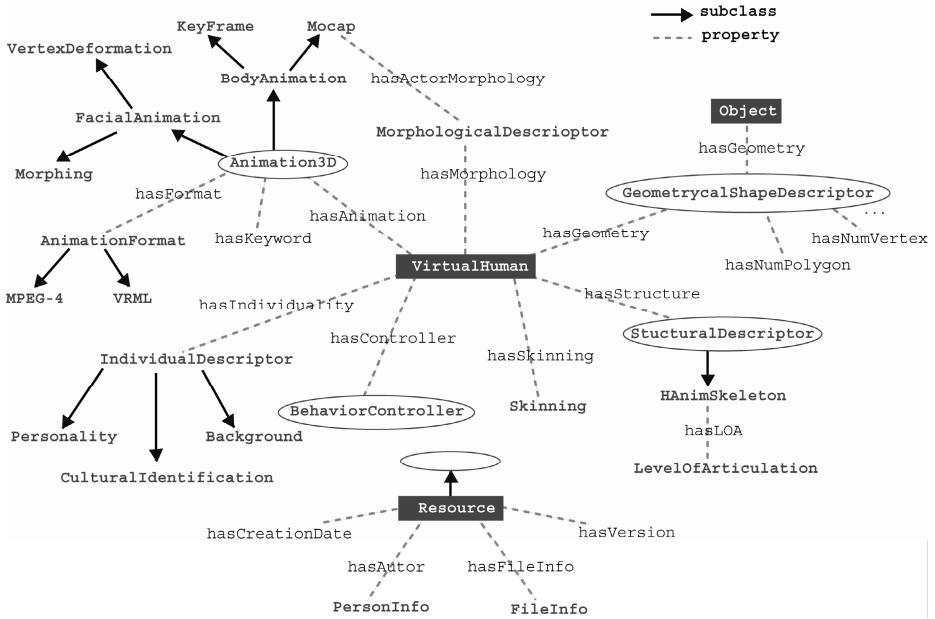 subclass
property
KeyFrame
Mocap
VertexDeformation
BodyAnimation
hasActorMorphology
Object
FacialAnimation
MorphologicalDescrioptor
hasGeometry
Animation3D
Morphing
hasMorphology
hasFormat
GeometrycalShapeDescriptor
...
hasAnimation
hasKeyword
AnimationFormat
hasGeometry
hasNumVertex
hasNumPolygon
VirtualHuman
MPEG-4
VRML
hasStructure
hasIndividuality
hasController
StucturalDescriptor
hasSkinning
IndividualDescriptor
HAnimSkeleton
BehaviorController
Skinning
hasLOA
Personality
Background
LevelOfArticulation
CulturalIdentification
Resource
hasCreationDate
hasVersion
hasAutor
hasFileInfo
PersonInfo
FileInfo